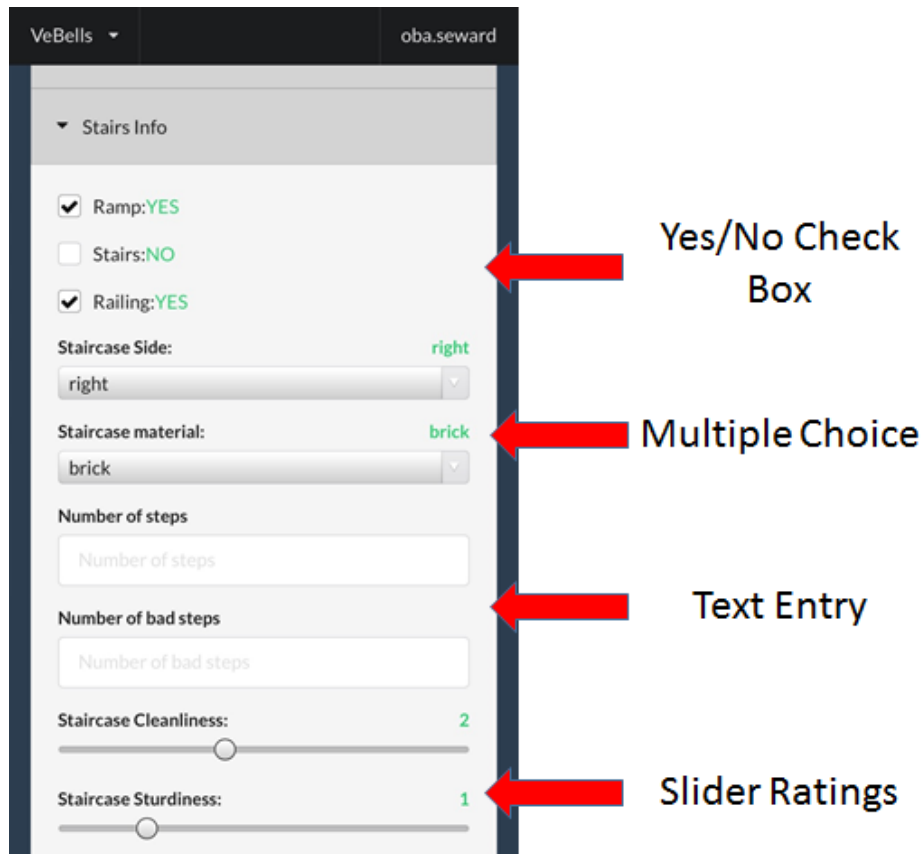 VeBells oba.seward
Stairs Info
Ramp:YES
Stairs:NO
Railing:YES
Yes/No Check
Box
Staircase Side: right
right
Staircase material: brick
brick
Multiple Choice
Number of steps
Number of steps
Number of bad steps
Number of bad steps
Text Entry
Staircase Cleanliness: 2
Staircase Sturdiness: 1
Slider Ratings